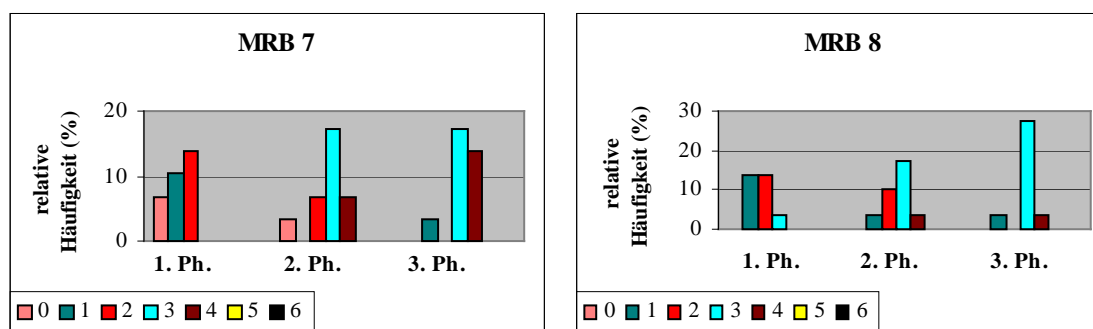 MRB 7
20
10
0
relative
Häufigkeit (%)
1. Ph. 2. Ph. 3. Ph.
0 1 2 3 4 5 6
MRB 8
30
20
10
0
relative
Häufigkeit (%)
1. Ph. 2. Ph. 3. Ph.
0 1 2 3 4 5 6